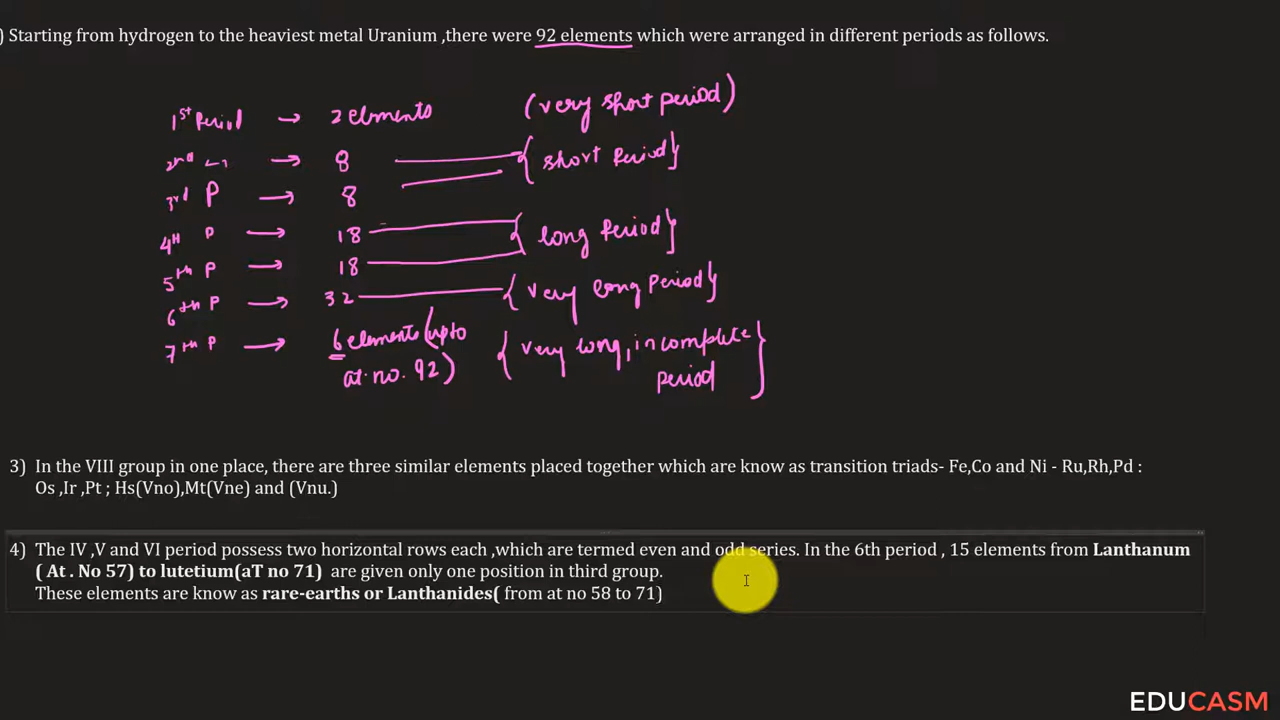 ) Starting from hydrogen to the heaviest metal Uranium ,there were 92 elements which were arranged in different periods as follows.
1st Period → 2 elements (very short period)
2nd → 8 { short Period }
3rd P → 8
4th P → 18 { long Period }
5th P → 18
6th P → 32 { very long Period }
7th P → 6 elements (upto { very long, incomplete
at. no. 92) period }
3) In the VIII group in one place, there are three similar elements placed together which are know as transition triads- Fe,Co and Ni - Ru,Rh,Pd :
Os ,Ir ,Pt ; Hs(Vno),Mt(Vne) and (Vnu.)
4) The IV ,V and VI period possess two horizontal rows each ,which are termed even and odd series. In the 6th period , 15 elements from Lanthanum
( At . No 57) to lutetium(aT no 71) are given only one position in third group.
These elements are know as rare-earths or Lanthanides( from at no 58 to 71)
EDUCASM